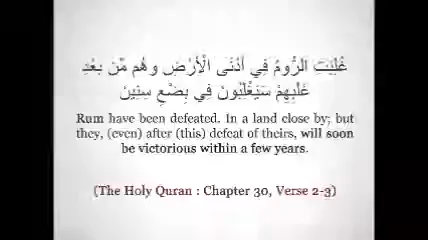 غُلِبَتِ الرُّومُ فِي أَدْنَى الْأَرْضِ وَهُم مِّن بَعْدِ
غَلَبِهِمْ سَيَغْلِبُونَ فِي بِضْعِ سِنِينَ
Rum have been defeated. In a land close by; but
they, (even) after (this) defeat of theirs, will soon
be victorious within a few years.
(The Holy Quran : Chapter 30, Verse 2-3)